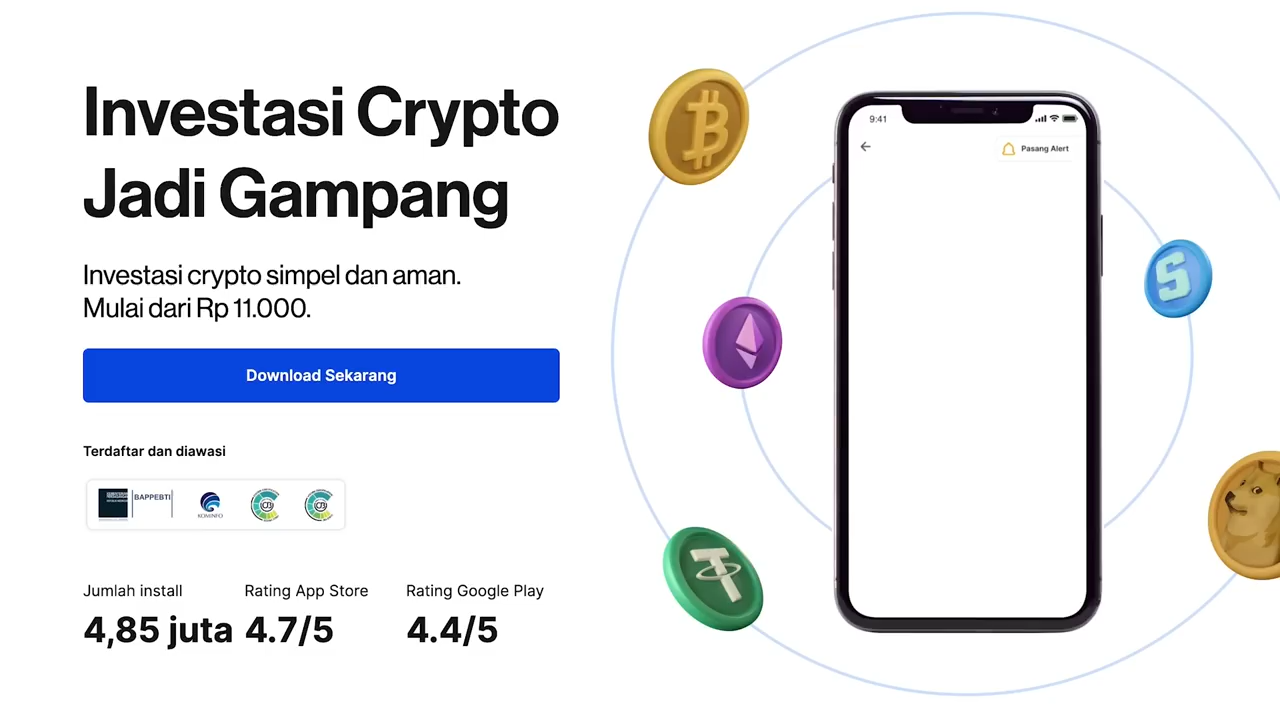 Investasi Crypto
Jadi Gampang
Investasi crypto simpel dan aman.
Mulai dari Rp 11.000.
Download Sekarang
Terdaftar dan diawasi
BAPPEBTI
KOMINFO
Jumlah install
4,85 juta
Rating App Store
4.7/5
Rating Google Play
4.4/5
9:41
Pasang Alert